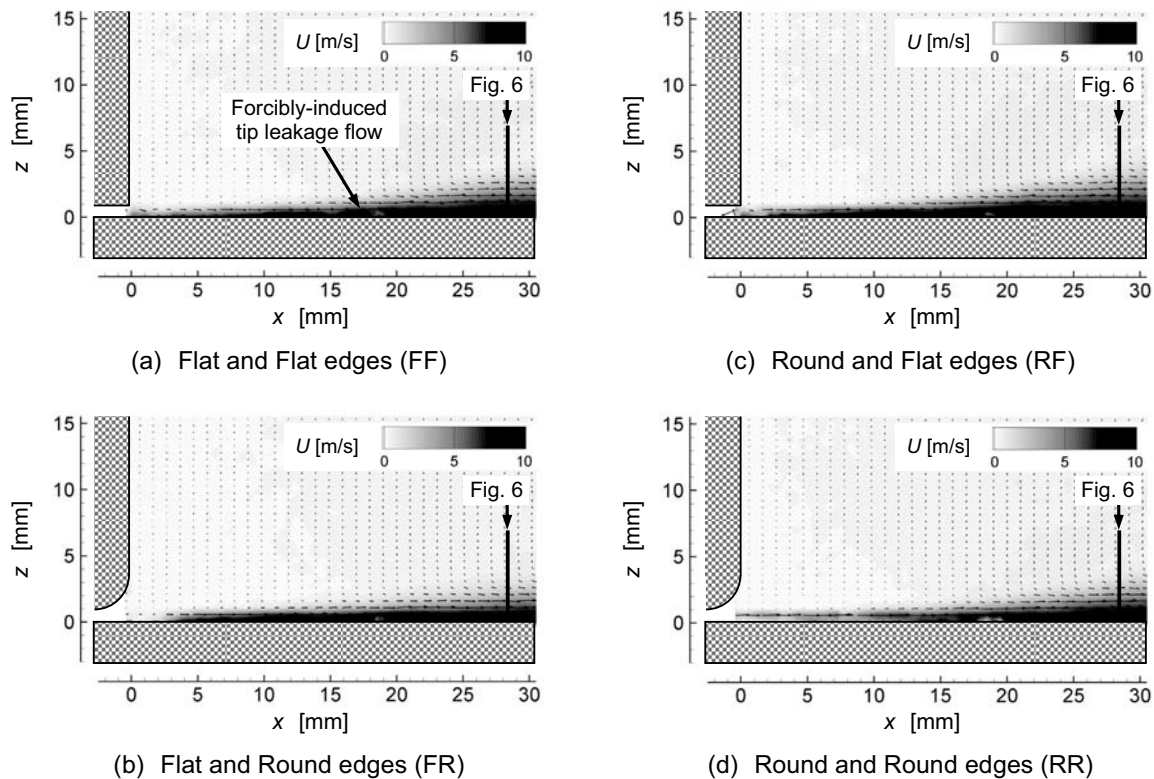 15
10
5
0
z [mm]
U [m/s]
0 5 10
Fig. 6
Forcibly-induced
tip leakage flow
0 5 10 15 20 25 30
x [mm]
(a) Flat and Flat edges (FF)
15
10
5
0
z [mm]
U [m/s]
0 5 10
Fig. 6
0 5 10 15 20 25 30
x [mm]
(c) Round and Flat edges (RF)
15
10
5
0
z [mm]
U [m/s]
0 5 10
Fig. 6
0 5 10 15 20 25 30
x [mm]
(b) Flat and Round edges (FR)
15
10
5
0
z [mm]
U [m/s]
0 5 10
Fig. 6
0 5 10 15 20 25 30
x [mm]
(d) Round and Round edges (RR)